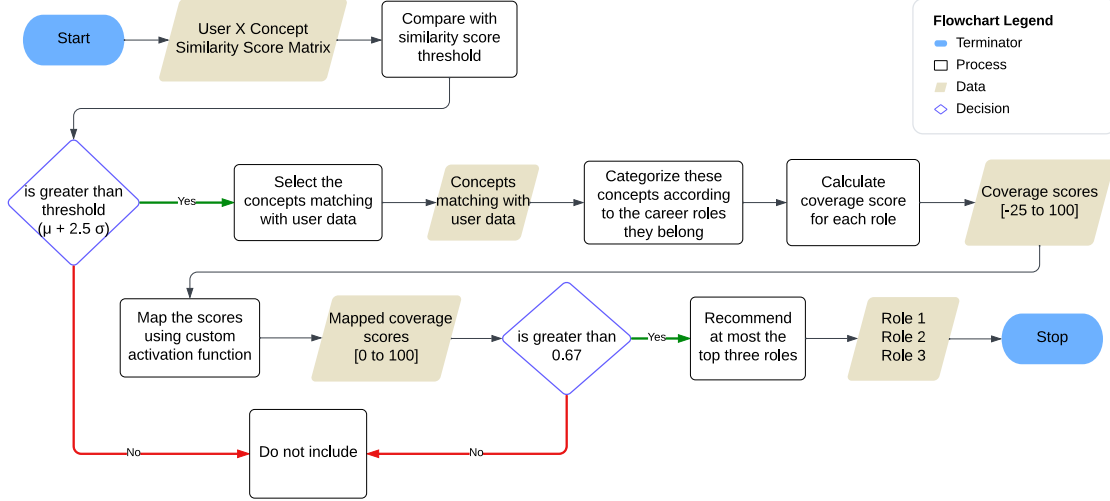 Start
User X Concept
Similarity Score Matrix
Compare with
similarity score
threshold
Flowchart Legend
Terminator
Process
Data
Decision
is greater than
threshold
(μ + 2.5 σ)
Yes
Select the
concepts matching
with user data
Concepts
matching with
user data
Categorize these
concepts according
to the career roles
they belong
Calculate
coverage score
for each role
Coverage scores
[-25 to 100]
Map the scores
using custom
activation function
Mapped coverage
scores
[0 to 100]
is greater than
0.67
Yes
Recommend
at most the
top three roles
Role 1
Role 2
Role 3
Stop
No
Do not include
No